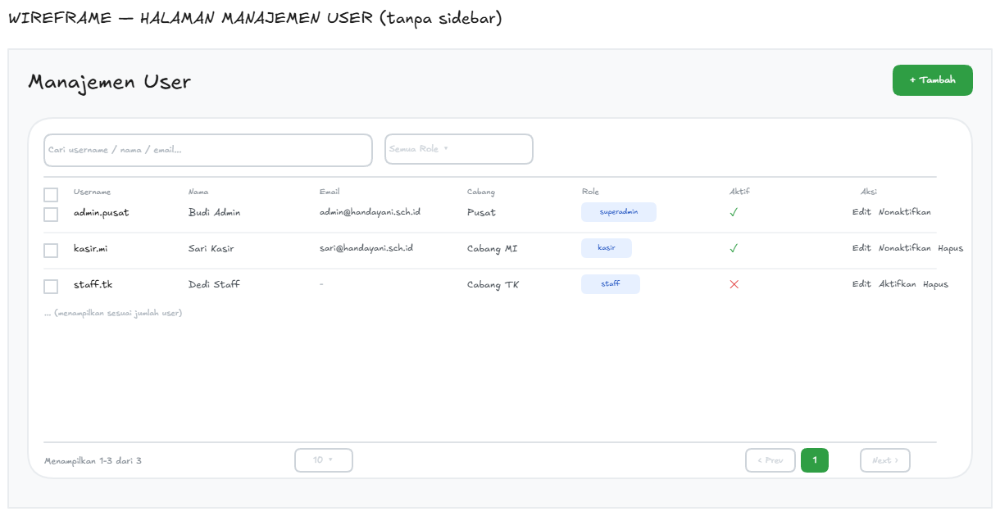 WIREFRAME — HALAMAN MANAJEMEN USER (tanpa sidebar)
Manajemen User
+ Tambah
Cari username / nama / email...
Semua Role ▾
Username Nama Email Cabang Role Aktif Aksi
admin.pusat Budi Admin admin@handayani.sch.id Pusat superadmin ✓ Edit Nonaktifkan
kasir.mi Sari Kasir sari@handayani.sch.id Cabang MI kasir ✓ Edit Nonaktifkan Hapus
staff.tk Dedi Staff - Cabang TK staff ✕ Edit Aktifkan Hapus
... (menampilkan sesuai jumlah user)
Menampilkan 1-3 dari 3 10 ▾ ‹ Prev 1 Next ›